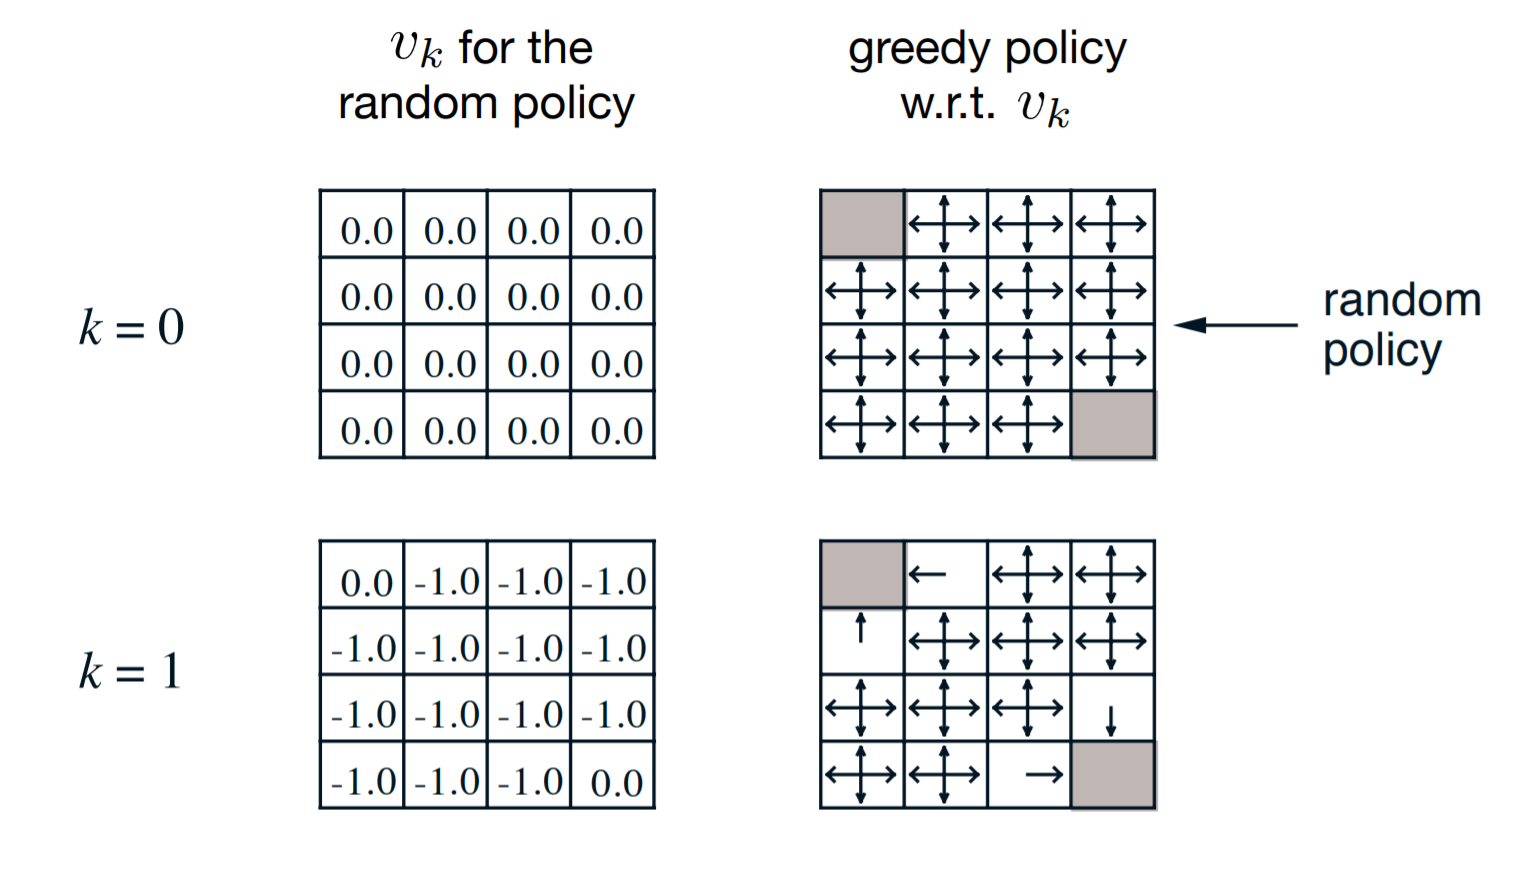 v_k for the
random policy
greedy policy
w.r.t. v_k
k = 0
0.0 0.0 0.0 0.0
0.0 0.0 0.0 0.0
0.0 0.0 0.0 0.0
0.0 0.0 0.0 0.0
random
policy
k = 1
0.0 -1.0 -1.0 -1.0
-1.0 -1.0 -1.0 -1.0
-1.0 -1.0 -1.0 -1.0
-1.0 -1.0 -1.0 0.0